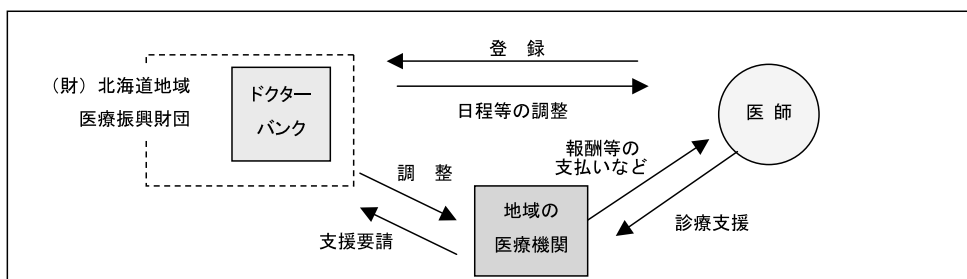 登　録
（財）北海道地域
医療振興財団
ドクター
バンク
日程等の調整
医 師
報酬等の
支払いなど
調　整
地域の
医療機関
診療支援
支援要請